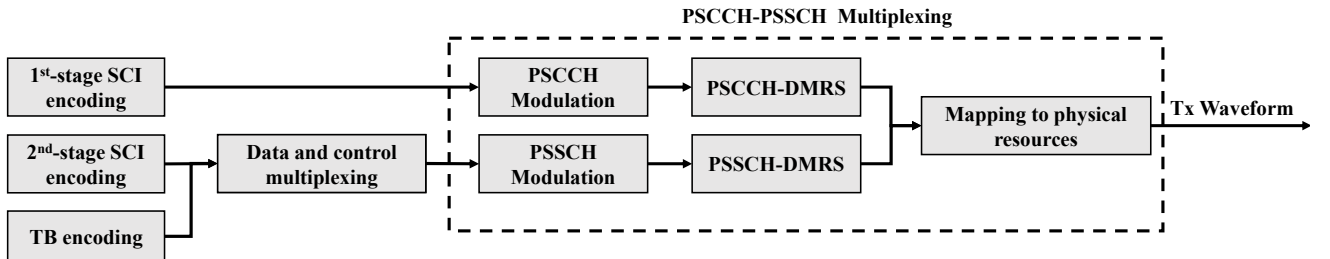 PSCCH-PSSCH Multiplexing
1st-stage SCI
encoding
PSCCH
Modulation
PSCCH-DMRS
Mapping to physical
resources
Tx Waveform
2nd-stage SCI
encoding
Data and control
multiplexing
PSSCH
Modulation
PSSCH-DMRS
TB encoding